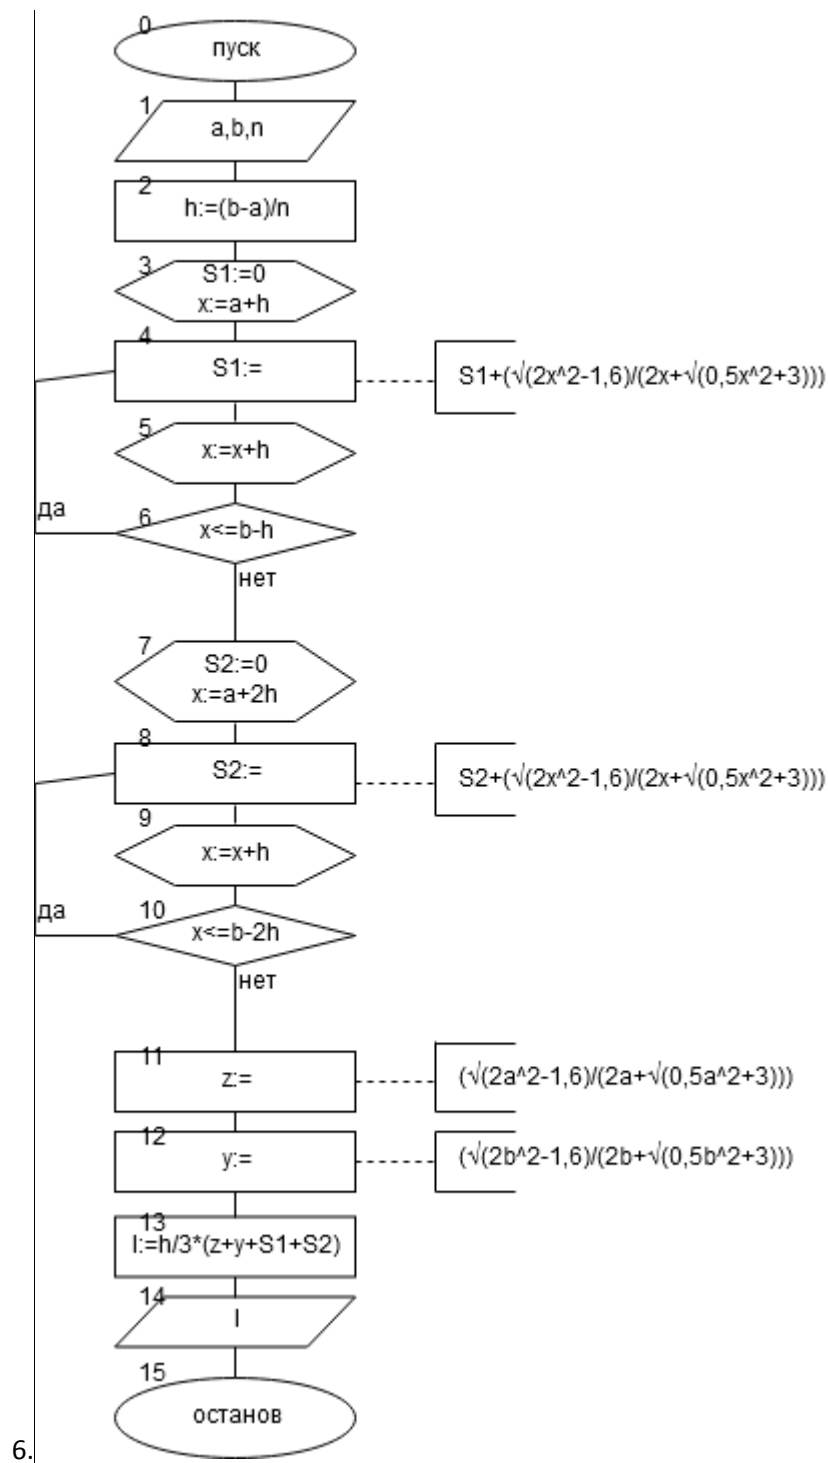 0
пуск
1
a,b,n
2
h:=(b-a)/n
3
S1:=0
x:=a+h
4
S1:=
S1+(√(2x^2-1,6)/(2x+√(0,5x^2+3)))
5
x:=x+h
да
6
x<=b-h
нет
7
S2:=0
x:=a+2h
8
S2:=
S2+(√(2x^2-1,6)/(2x+√(0,5x^2+3)))
9
x:=x+h
да
10
x<=b-2h
нет
11
z:=
(√(2a^2-1,6)/(2a+√(0,5a^2+3)))
12
y:=
(√(2b^2-1,6)/(2b+√(0,5b^2+3)))
13
I:=h/3*(z+y+S1+S2)
14
I
15
останов
6.